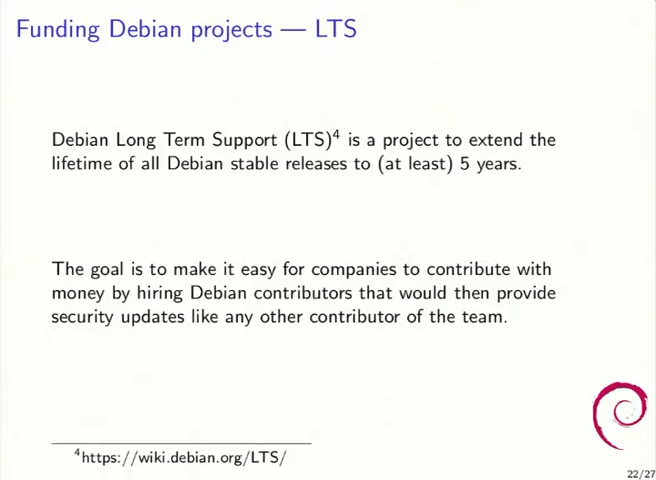 Funding Debian projects — LTS
Debian Long Term Support (LTS)⁴ is a project to extend the
lifetime of all Debian stable releases to (at least) 5 years.
The goal is to make it easy for companies to contribute with
money by hiring Debian contributors that would then provide
security updates like any other contributor of the team.
⁴https://wiki.debian.org/LTS/
22/27